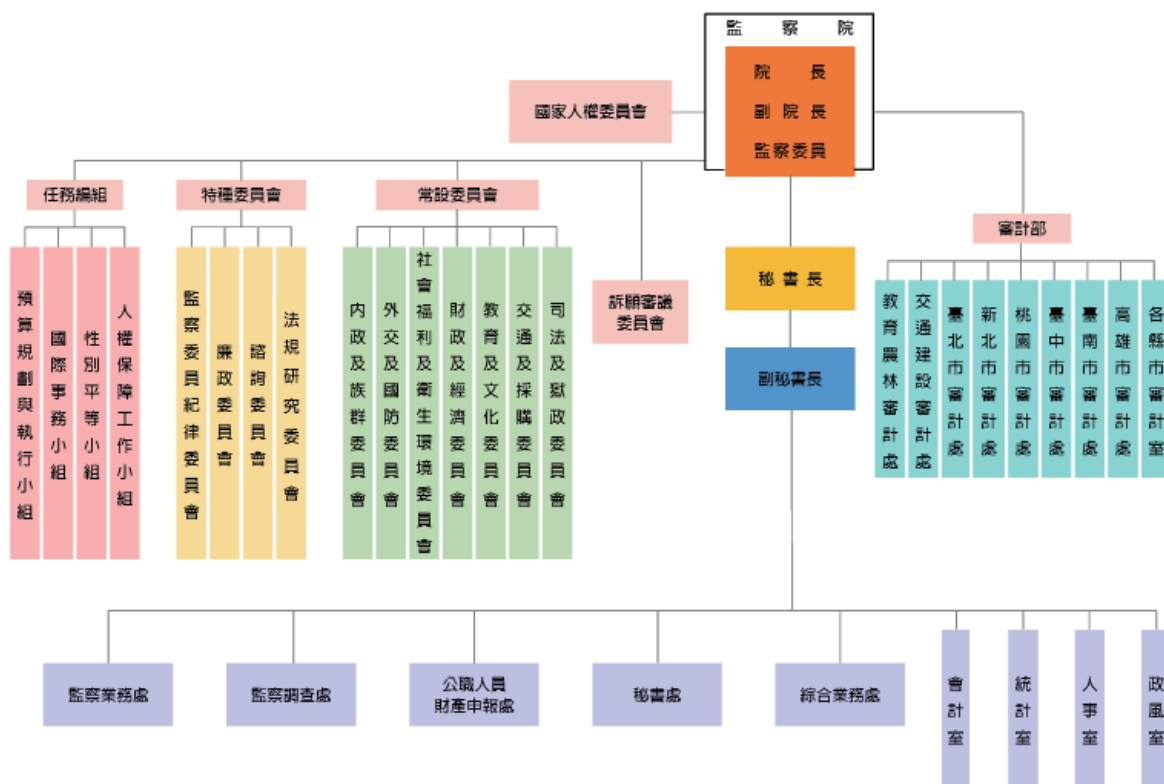 監察院
院長
副院長
監察委員
國家人權委員會
任務編組
特種委員會
常設委員會
審計部
預算規劃與執行小組
國際事務小組
性別平等小組
人權保障工作小組
監察委員紀律委員會
廉政委員會
諮詢委員會
法規研究委員會
內政及族群委員會
外交及國防委員會
社會福利及衛生環境委員會
財政及經濟委員會
教育及文化委員會
交通及採購委員會
司法及獄政委員會
訴願審議
委員會
秘書長
副秘書長
教育農林審計處
交通建設審計處
臺北市審計處
新北市審計處
桃園市審計處
臺中市審計處
臺南市審計處
高雄市審計處
各縣市審計室
監察業務處
監察調查處
公職人員
財產申報處
秘書處
綜合業務處
會計室
統計室
人事室
政風室